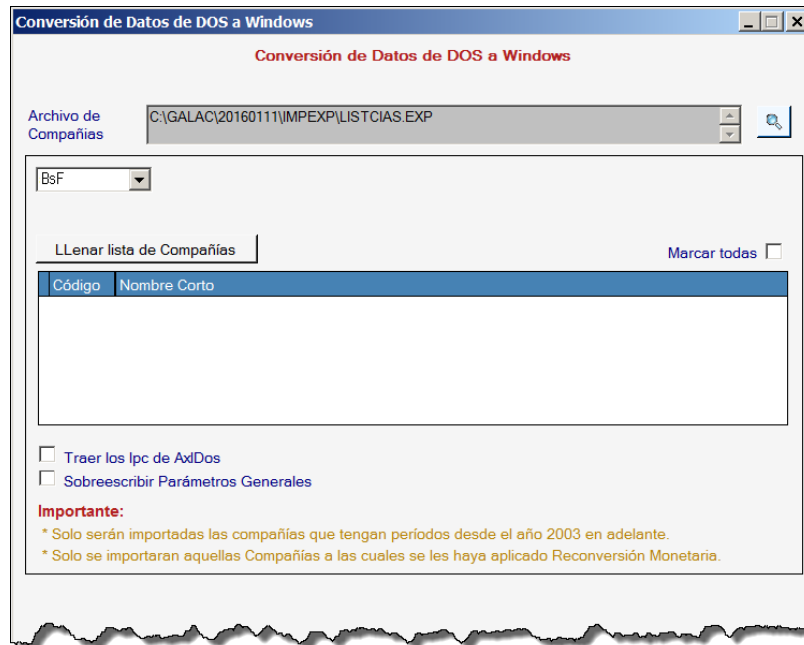 Conversión de Datos de DOS a Windows
Conversión de Datos de DOS a Windows
Archivo de
Compañias
C:\GALAC\20160111\IMPEXP\LISTCIAS.EXP
BsF
LLenar lista de Compañías
Marcar todas
Código Nombre Corto
Traer los Ipc de AxIDos
Sobreescribir Parámetros Generales
Importante:
* Solo serán importadas las compañías que tengan períodos desde el año 2003 en adelante.
* Solo se importaran aquellas Compañías a las cuales se les haya aplicado Reconversión Monetaria.